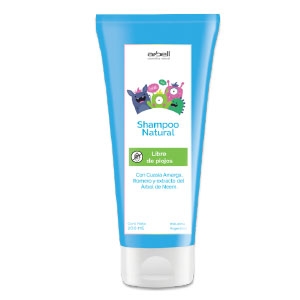 arbell
Shampoo
Natural
Libre
de piojos
Con Cuasia Amarga,
Romero y extracto del
Árbol de Neem